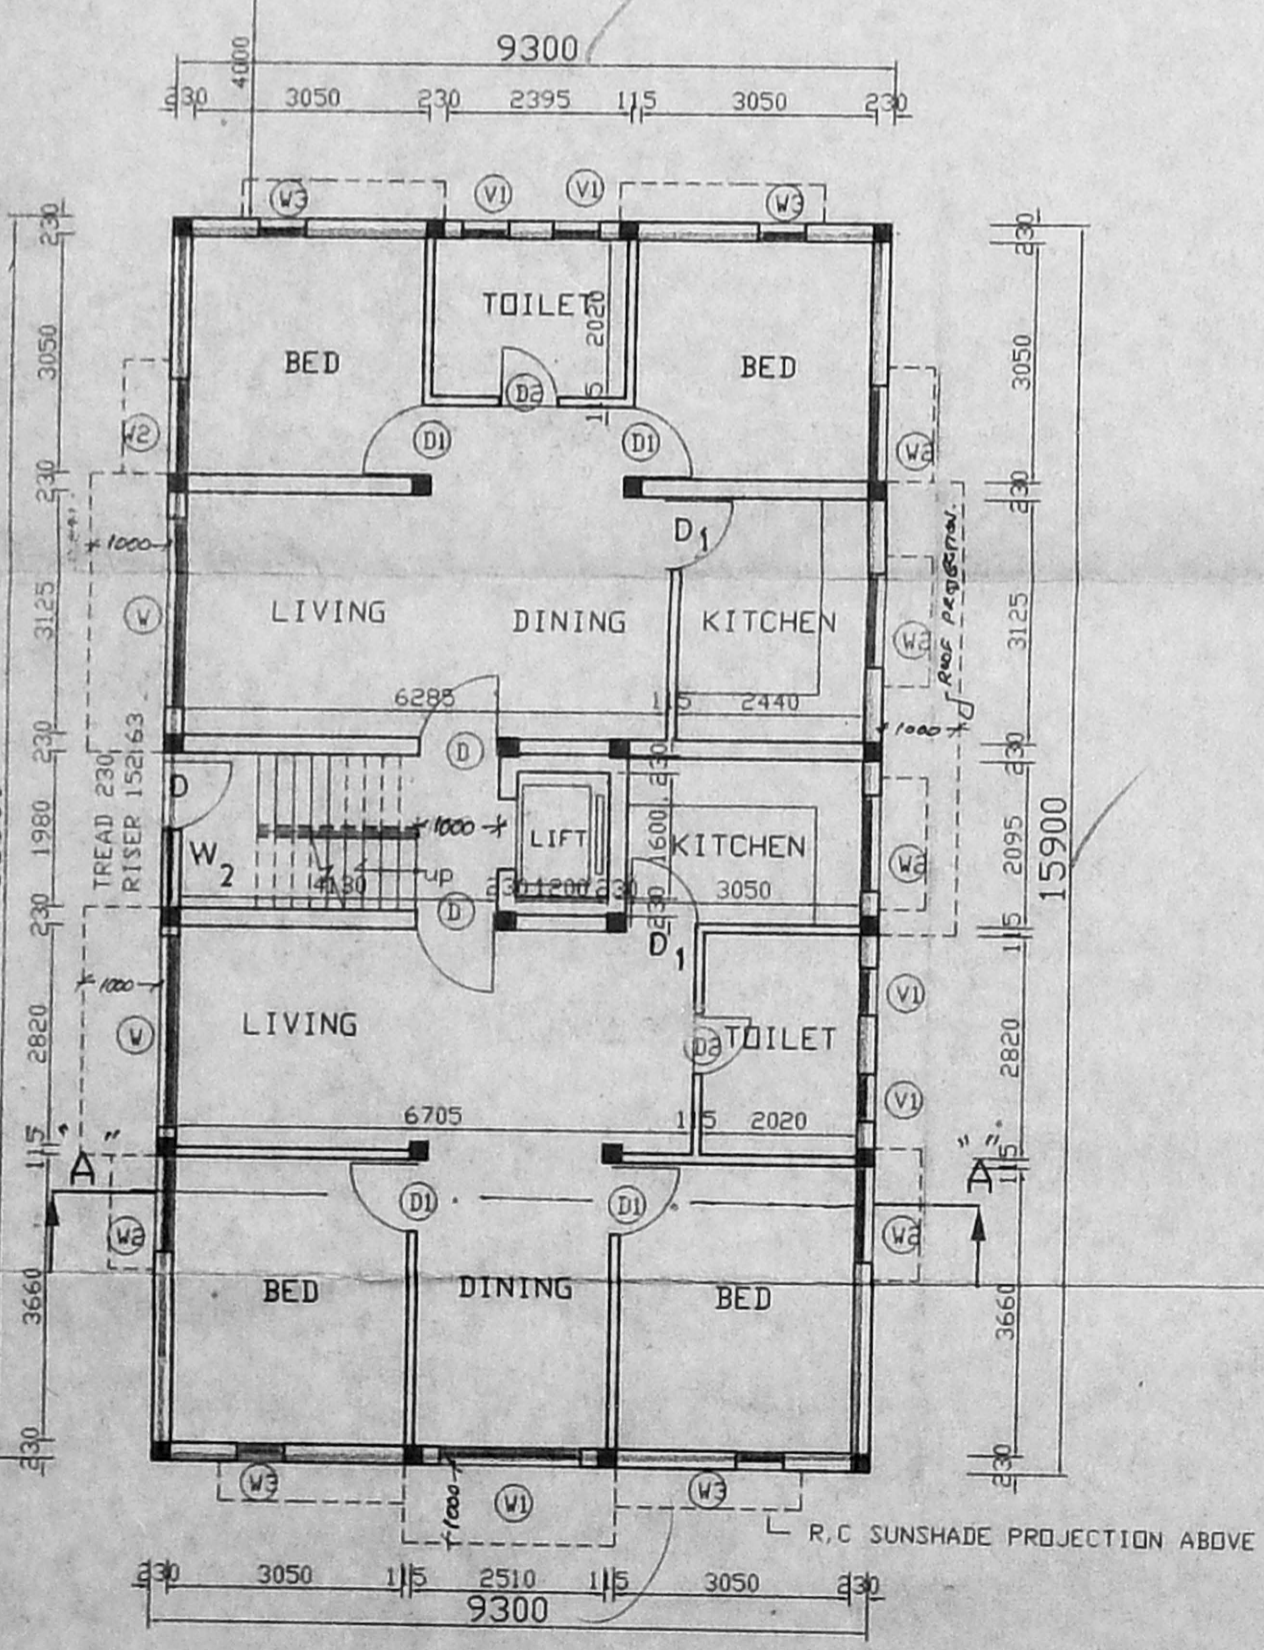 9300
4000
230 3050 230 2395 115 3050 230
W3 V1 V1 W3
230 230
TOILET
2020
BED BED
3050 3050
D2
115
W2 D1 D1 W2
230 230
1000 D1
ROOF PROJECTION
W LIVING DINING KITCHEN W2
3125 3125
6285 115 2440
1000
230 D 230 230
TREAD 230
RISER 152.63
D
1980 W2 1000 LIFT 1600 KITCHEN W2 2095 15900
4130 up 230 1200 230 3050
230 D 230 D1 115
1000 V1
LIVING
W D2 TOILET
2820 2820
V1
6705 115 2020
115 115
"A" "A"
D1 D1
W2 W2
BED DINING BED
3660 3660
230 230
W3 1000 W1 W3
R.C SUNSHADE PROJECTION ABOVE
230 3050 115 2510 115 3050 230
9300